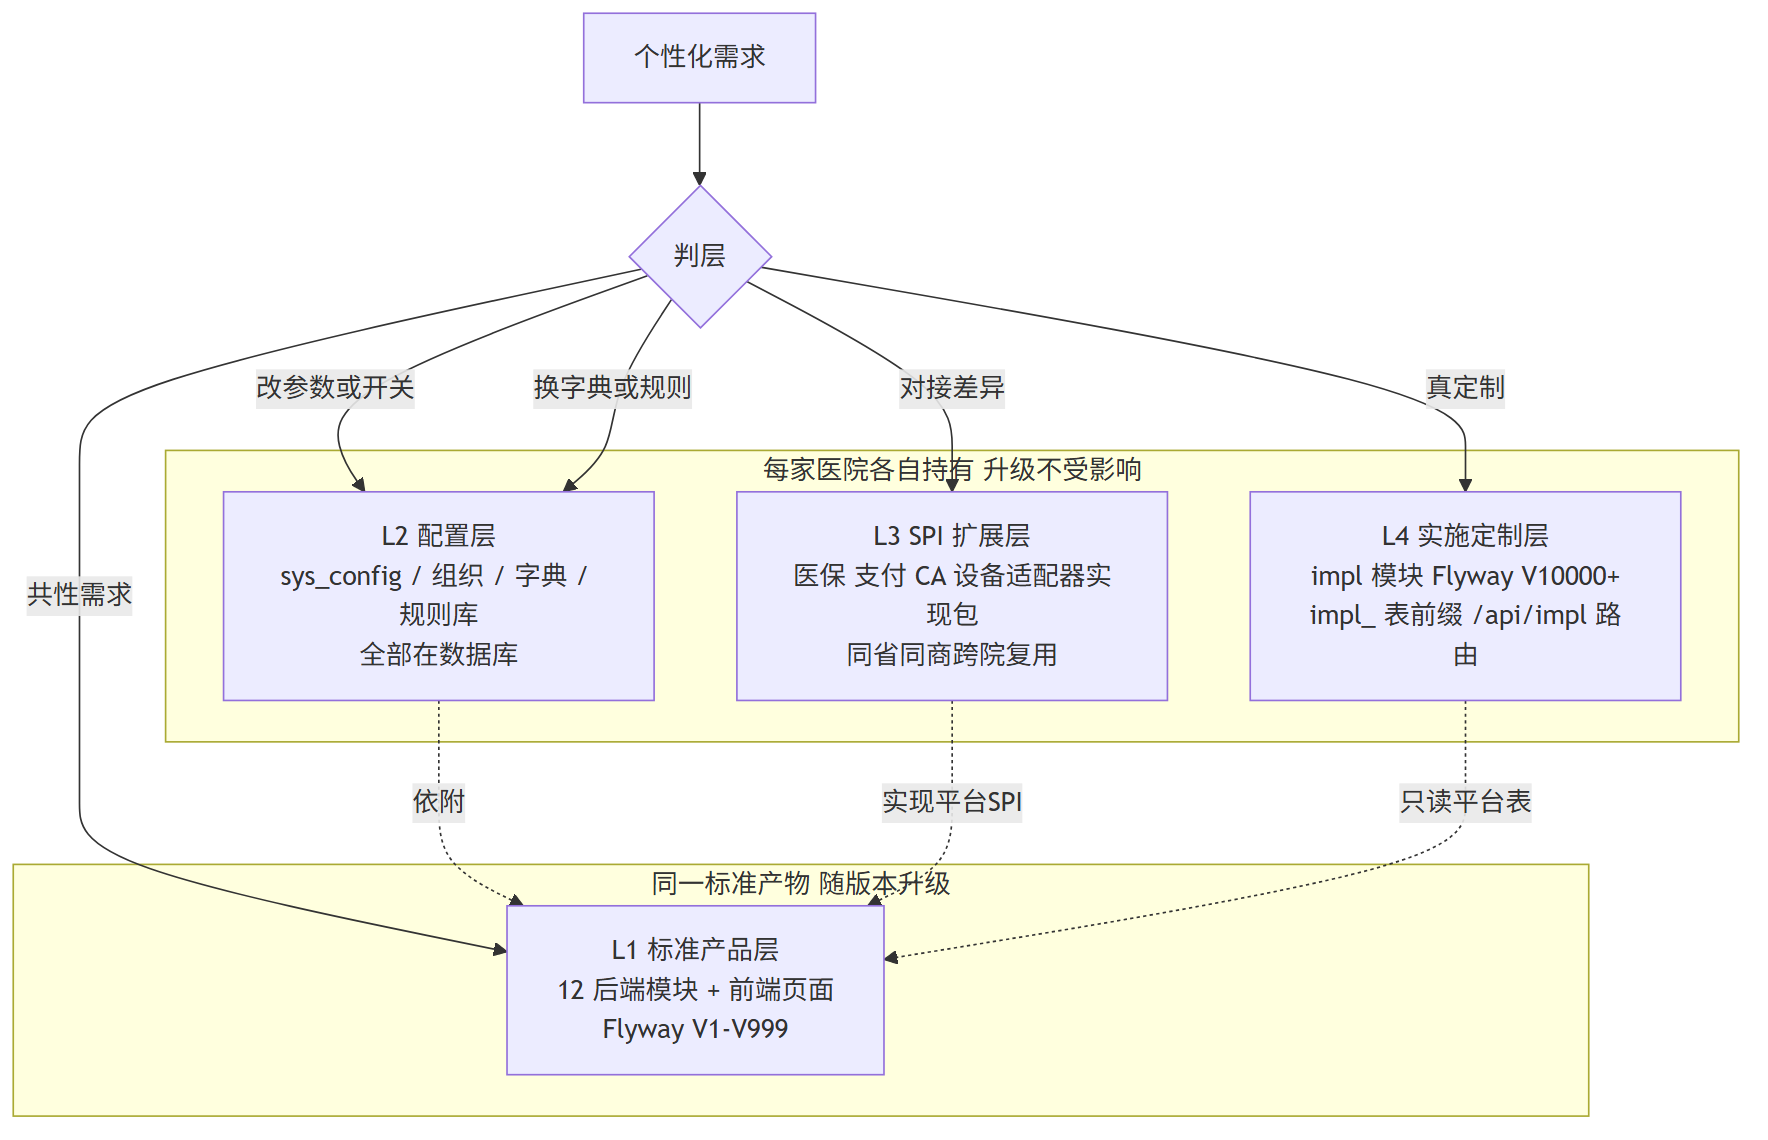 个性化需求
判层
改参数或开关
换字典或规则
对接差异
真定制
每家医院各自持有 升级不受影响
L2 配置层
sys_config / 组织 / 字典 /
规则库
全部在数据库
L3 SPI 扩展层
医保 支付 CA 设备适配器实
现包
同省同商跨院复用
L4 实施定制层
impl 模块 Flyway V10000+
impl_ 表前缀 /api/impl 路
由
共性需求
依附
实现平台SPI
只读平台表
同一标准产物 随版本升级
L1 标准产品层
12 后端模块 + 前端页面
Flyway V1-V999